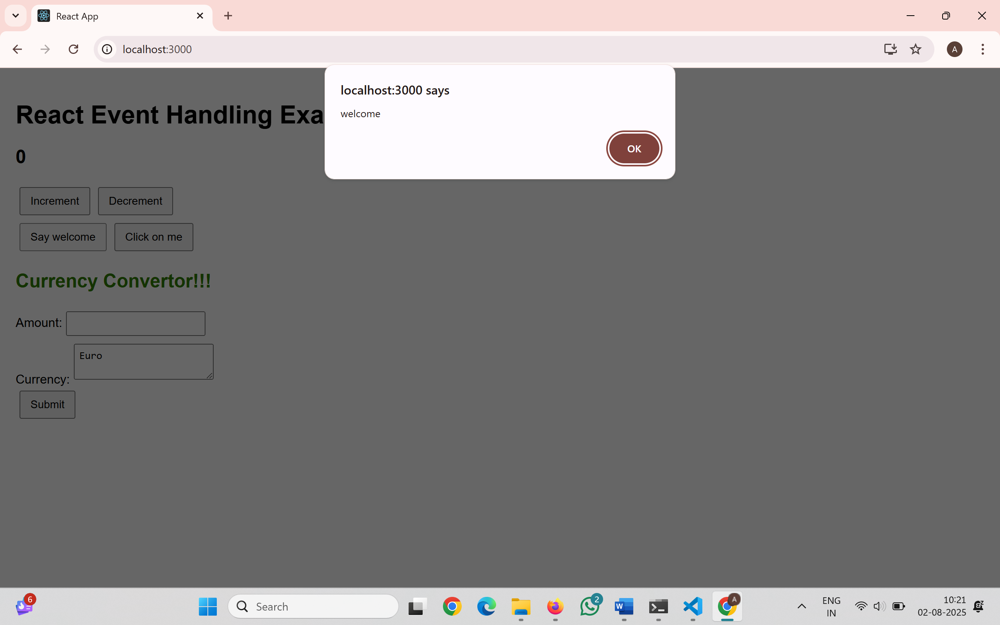 React App
localhost:3000
localhost:3000 says
welcome
OK
React Event Handling Exa
0
Increment Decrement
Say welcome Click on me
Currency Convertor!!!
Amount:
Euro
Currency:
Submit
6
Search
2
W
A
A
ENG
IN
10:21
02-08-2025